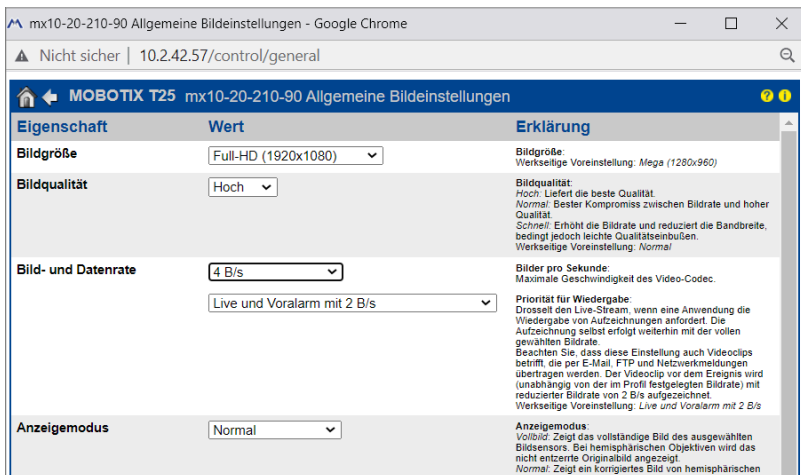 mx10-20-210-90 Allgemeine Bildeinstellungen - Google Chrome
Nicht sicher | 10.2.42.57/control/general
MOBOTIX T25 mx10-20-210-90 Allgemeine Bildeinstellungen ? i
Eigenschaft Wert Erklärung
Bildgröße
Full-HD (1920x1080)
Bildgröße:
Werkseitige Voreinstellung: Mega (1280x960)
Bildqualität
Hoch
Bildqualität:
Hoch: Liefert die beste Qualität.
Normal: Bester Kompromiss zwischen Bildrate und hoher
Qualität.
Schnell: Erhöht die Bildrate und reduziert die Bandbreite,
bedingt jedoch leichte Qualitätseinbußen.
Werkseitige Voreinstellung: Normal
Bild- und Datenrate
4 B/s
Bilder pro Sekunde:
Maximale Geschwindigkeit des Video-Codec.
Live und Voralarm mit 2 B/s
Priorität für Wiedergabe:
Drosselt den Live-Stream, wenn eine Anwendung die
Wiedergabe von Aufzeichnungen anfordert. Die
Aufzeichnung selbst erfolgt weiterhin mit der vollen
gewählten Bildrate.
Beachten Sie, dass diese Einstellung auch Videoclips
betrifft, die per E-Mail, FTP und Netzwerkmeldungen
übertragen werden. Der Videoclip vor dem Ereignis wird
(unabhängig von der im Profil festgelegten Bildrate) mit
reduzierter Bildrate von 2 B/s aufgezeichnet.
Werkseitige Voreinstellung: Live und Voralarm mit 2 B/s
Anzeigemodus
Normal
Anzeigemodus:
Vollbild: Zeigt das vollständige Bild des ausgewählten
Bildsensors. Bei hemisphärischen Objektiven wird das
nicht entzerrte Originalbild angezeigt.
Normal: Zeigt ein korrigiertes Bild von hemisphärischen